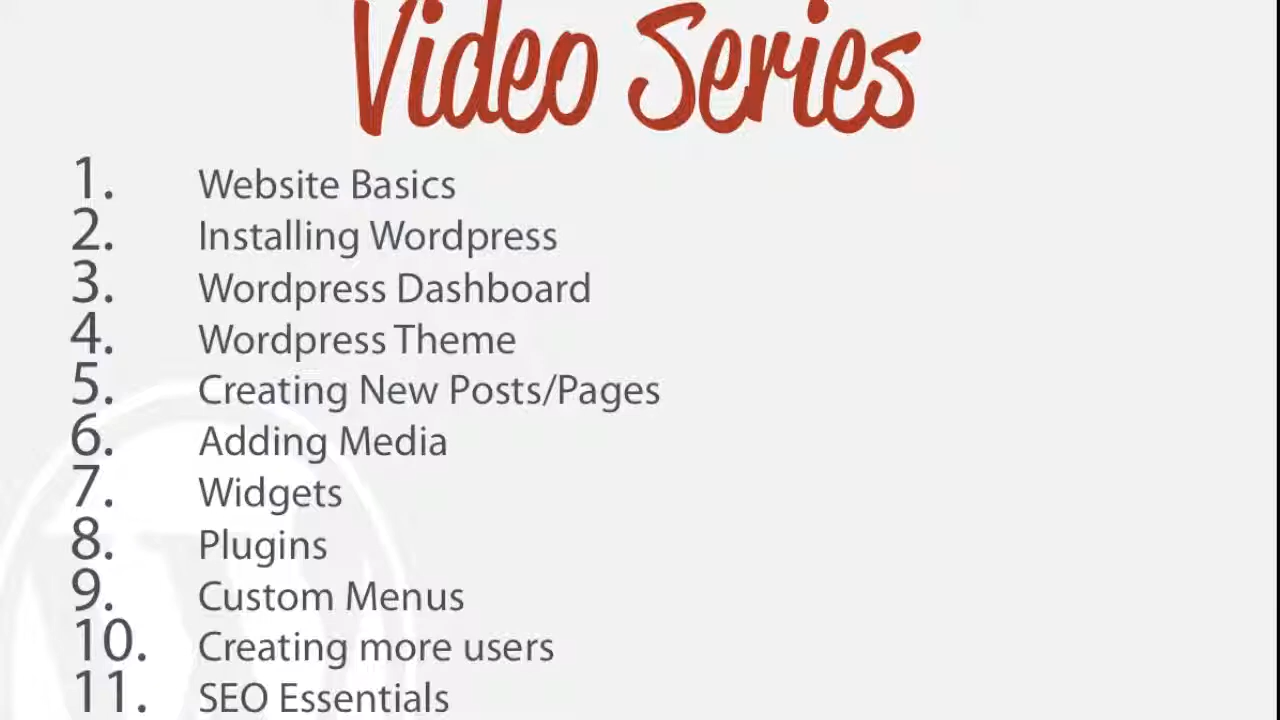 Video Series
1. Website Basics
2. Installing Wordpress
3. Wordpress Dashboard
4. Wordpress Theme
5. Creating New Posts/Pages
6. Adding Media
7. Widgets
8. Plugins
9. Custom Menus
10. Creating more users
11. SEO Essentials